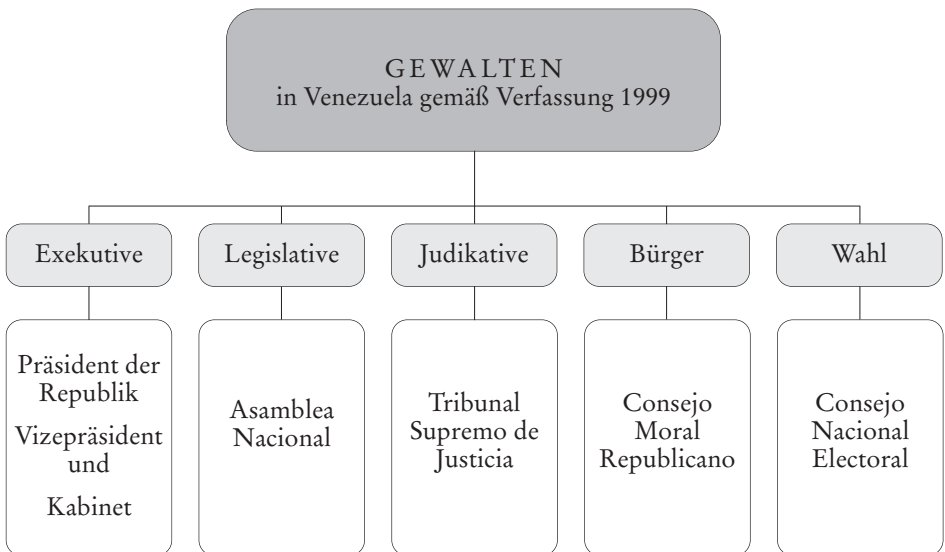 GEWALTEN
in Venezuela gemäß Verfassung 1999
Exekutive
Legislative
Judikative
Bürger
Wahl
Präsident der
Republik
Vizepräsident
und
Kabinet
Asamblea
Nacional
Tribunal
Supremo de
Justicia
Consejo
Moral
Republicano
Consejo
Nacional
Electoral